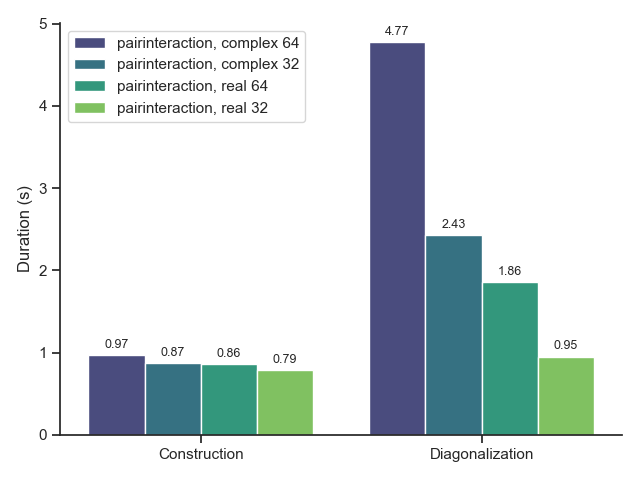 pairinteraction, complex 64
pairinteraction, complex 32
pairinteraction, real 64
pairinteraction, real 32
Duration (s)
5
4
3
2
1
0
0.97
0.87
0.86
0.79
4.77
2.43
1.86
0.95
Construction
Diagonalization